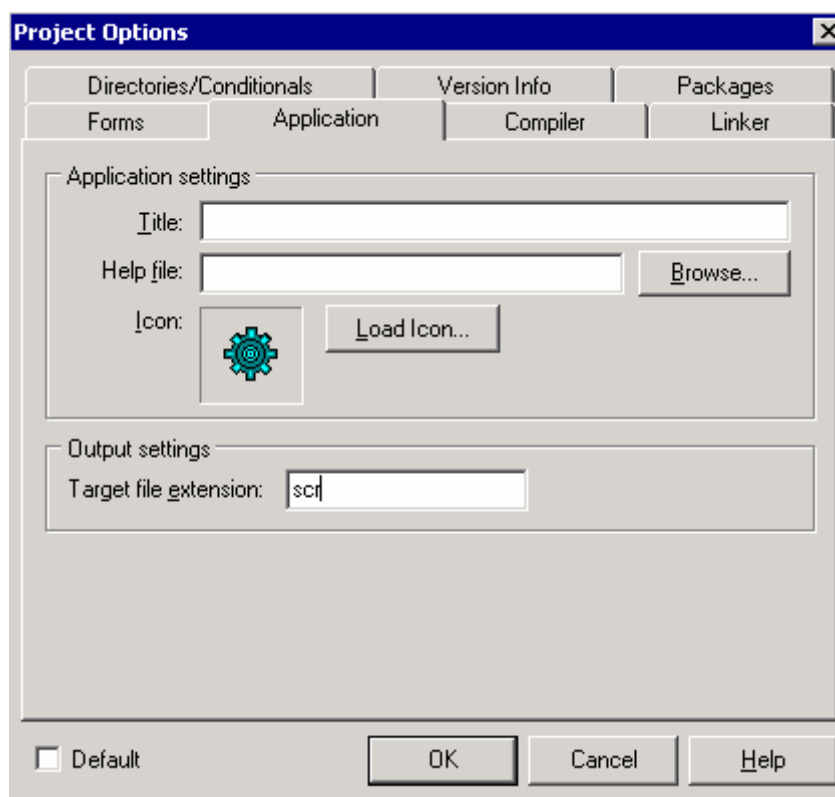 Project Options
Directories/Conditionals Version Info Packages
Forms Application Compiler Linker
Application settings
Title:
Help file: Browse...
Icon: Load Icon...
Output settings
Target file extension: scr
Default OK Cancel Help